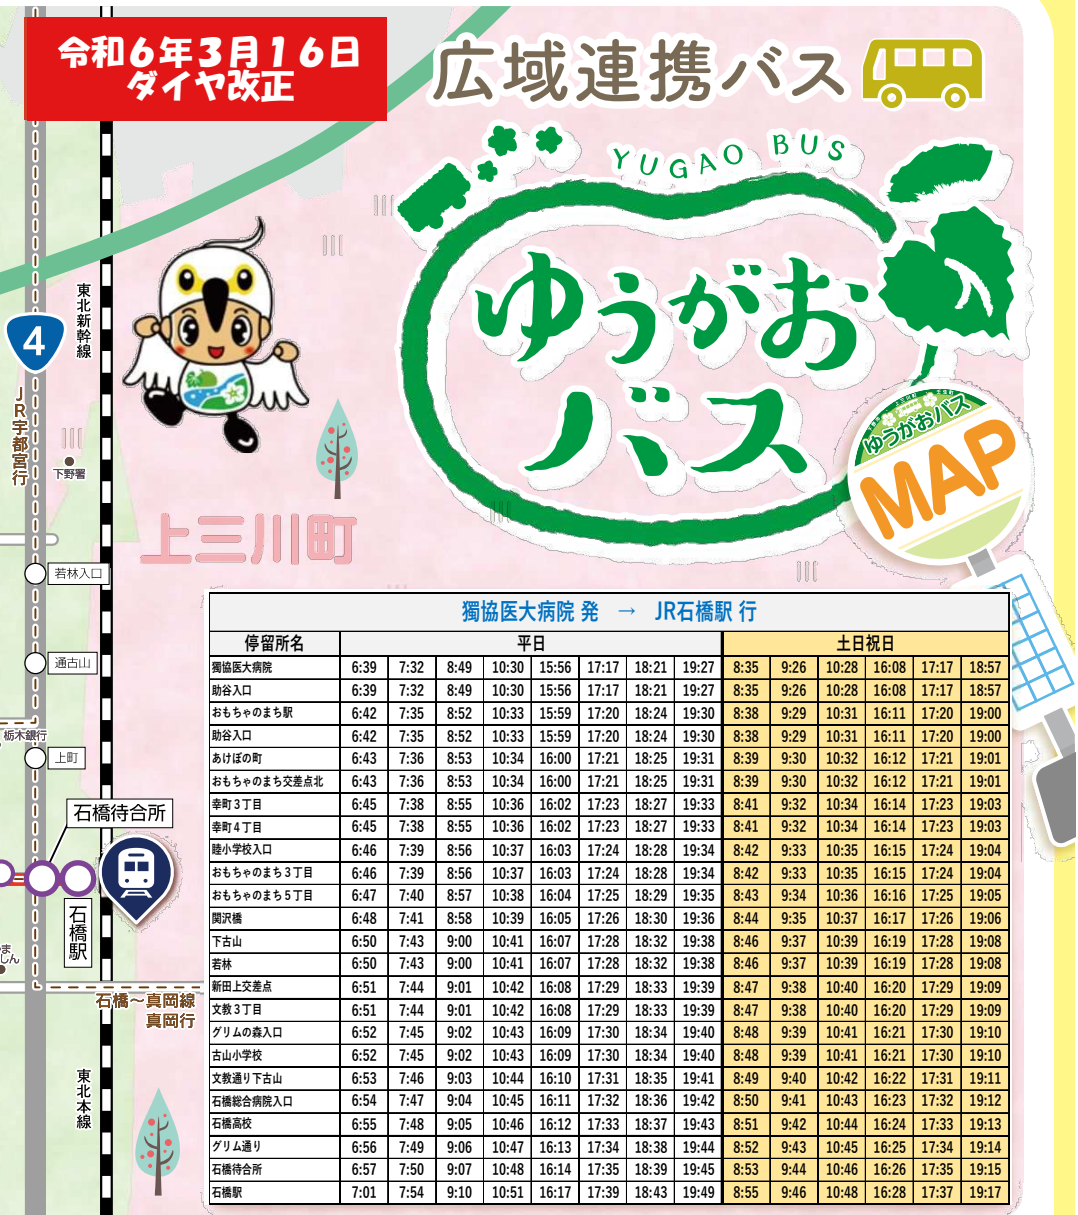 令和６年３月１６日
ダイヤ改正
広域連携バス
YUGAO BUS
ゆうがお
バス
ゆうがおバス
MAP
東北新幹線
4
JR宇都宮行
下野署
上三川町
若林入口
通古山
栃木銀行
上町
石橋待合所
石橋駅
石橋～真岡線
真岡行
東北本線
獨協医大病院 発 → JR石橋駅 行
停留所名 平日 土日祝日
獨協医大病院 6:39 7:32 8:49 10:30 15:56 17:17 18:21 19:27 8:35 9:26 10:28 16:08 17:17 18:57
助谷入口 6:39 7:32 8:49 10:30 15:56 17:17 18:21 19:27 8:35 9:26 10:28 16:08 17:17 18:57
おもちゃのまち駅 6:42 7:35 8:52 10:33 15:59 17:20 18:24 19:30 8:38 9:29 10:31 16:11 17:20 19:00
助谷入口 6:42 7:35 8:52 10:33 15:59 17:20 18:24 19:30 8:38 9:29 10:31 16:11 17:20 19:00
あけぼの町 6:43 7:36 8:53 10:34 16:00 17:21 18:25 19:31 8:39 9:30 10:32 16:12 17:21 19:01
おもちゃのまち交差点北 6:43 7:36 8:53 10:34 16:00 17:21 18:25 19:31 8:39 9:30 10:32 16:12 17:21 19:01
幸町３丁目 6:45 7:38 8:55 10:36 16:02 17:23 18:27 19:33 8:41 9:32 10:34 16:14 17:23 19:03
幸町４丁目 6:45 7:38 8:55 10:36 16:02 17:23 18:27 19:33 8:41 9:32 10:34 16:14 17:23 19:03
睦小学校入口 6:46 7:39 8:56 10:37 16:03 17:24 18:28 19:34 8:42 9:33 10:35 16:15 17:24 19:04
おもちゃのまち３丁目 6:46 7:39 8:56 10:37 16:03 17:24 18:28 19:34 8:42 9:33 10:35 16:15 17:24 19:04
おもちゃのまち５丁目 6:47 7:40 8:57 10:38 16:04 17:25 18:29 19:35 8:43 9:34 10:36 16:16 17:25 19:05
関沢橋 6:48 7:41 8:58 10:39 16:05 17:26 18:30 19:36 8:44 9:35 10:37 16:17 17:26 19:06
下古山 6:50 7:43 9:00 10:41 16:07 17:28 18:32 19:38 8:46 9:37 10:39 16:19 17:28 19:08
若林 6:50 7:43 9:00 10:41 16:07 17:28 18:32 19:38 8:46 9:37 10:39 16:19 17:28 19:08
新田上交差点 6:51 7:44 9:01 10:42 16:08 17:29 18:33 19:39 8:47 9:38 10:40 16:20 17:29 19:09
文教３丁目 6:51 7:44 9:01 10:42 16:08 17:29 18:33 19:39 8:47 9:38 10:40 16:20 17:29 19:09
グリムの森入口 6:52 7:45 9:02 10:43 16:09 17:30 18:34 19:40 8:48 9:39 10:41 16:21 17:30 19:10
古山小学校 6:52 7:45 9:02 10:43 16:09 17:30 18:34 19:40 8:48 9:39 10:41 16:21 17:30 19:10
文教通り下古山 6:53 7:46 9:03 10:44 16:10 17:31 18:35 19:41 8:49 9:40 10:42 16:22 17:31 19:11
石橋総合病院入口 6:54 7:47 9:04 10:45 16:11 17:32 18:36 19:42 8:50 9:41 10:43 16:23 17:32 19:12
石橋高校 6:55 7:48 9:05 10:46 16:12 17:33 18:37 19:43 8:51 9:42 10:44 16:24 17:33 19:13
グリム通り 6:56 7:49 9:06 10:47 16:13 17:34 18:38 19:44 8:52 9:43 10:45 16:25 17:34 19:14
石橋待合所 6:57 7:50 9:07 10:48 16:14 17:35 18:39 19:45 8:53 9:44 10:46 16:26 17:35 19:15
石橋駅 7:01 7:54 9:10 10:51 16:17 17:39 18:43 19:49 8:55 9:46 10:48 16:28 17:37 19:17